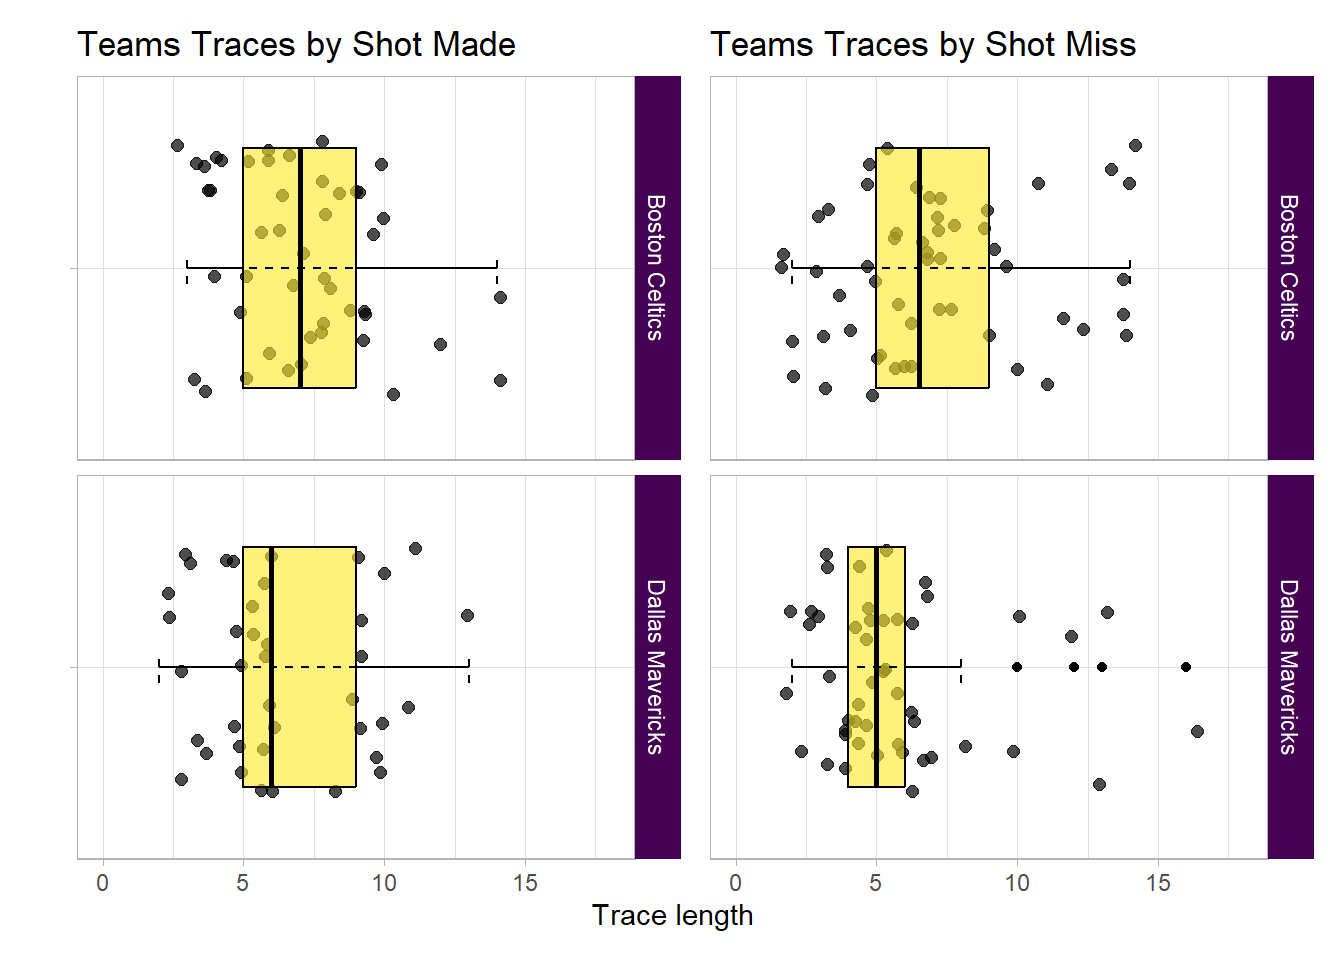 Teams Traces by Shot Made
Teams Traces by Shot Miss
Boston Celtics
Boston Celtics
Dallas Mavericks
Dallas Mavericks
0 5 10 15
0 5 10 15
Trace length